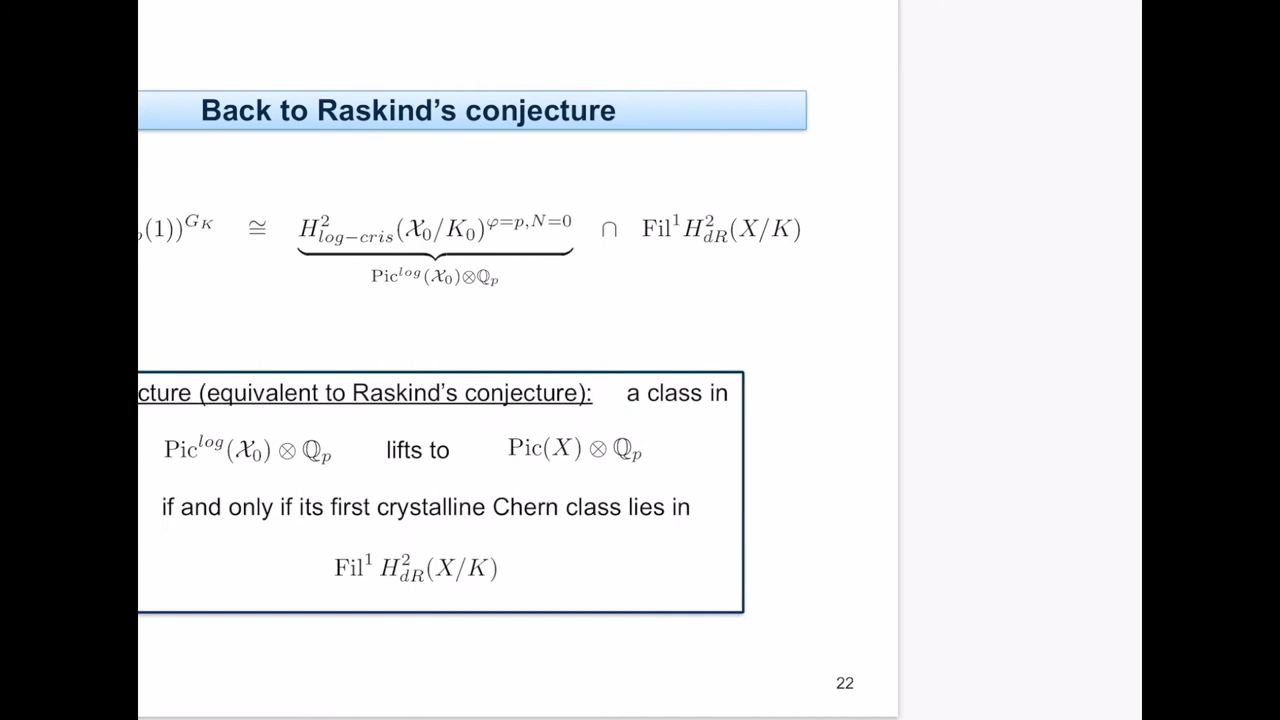 Back to Raskind's conjecture
(1))^{G_K} ≅ H^2_{log−cris}(𝒳_0/K_0)^{φ=p,N=0} ∩ Fil^1 H^2_{dR}(X/K)
Pic^{log}(𝒳_0)⊗ℚ_p
cture (equivalent to Raskind's conjecture): a class in
Pic^{log}(𝒳_0) ⊗ ℚ_p lifts to Pic(X) ⊗ ℚ_p
if and only if its first crystalline Chern class lies in
Fil^1 H^2_{dR}(X/K)
22